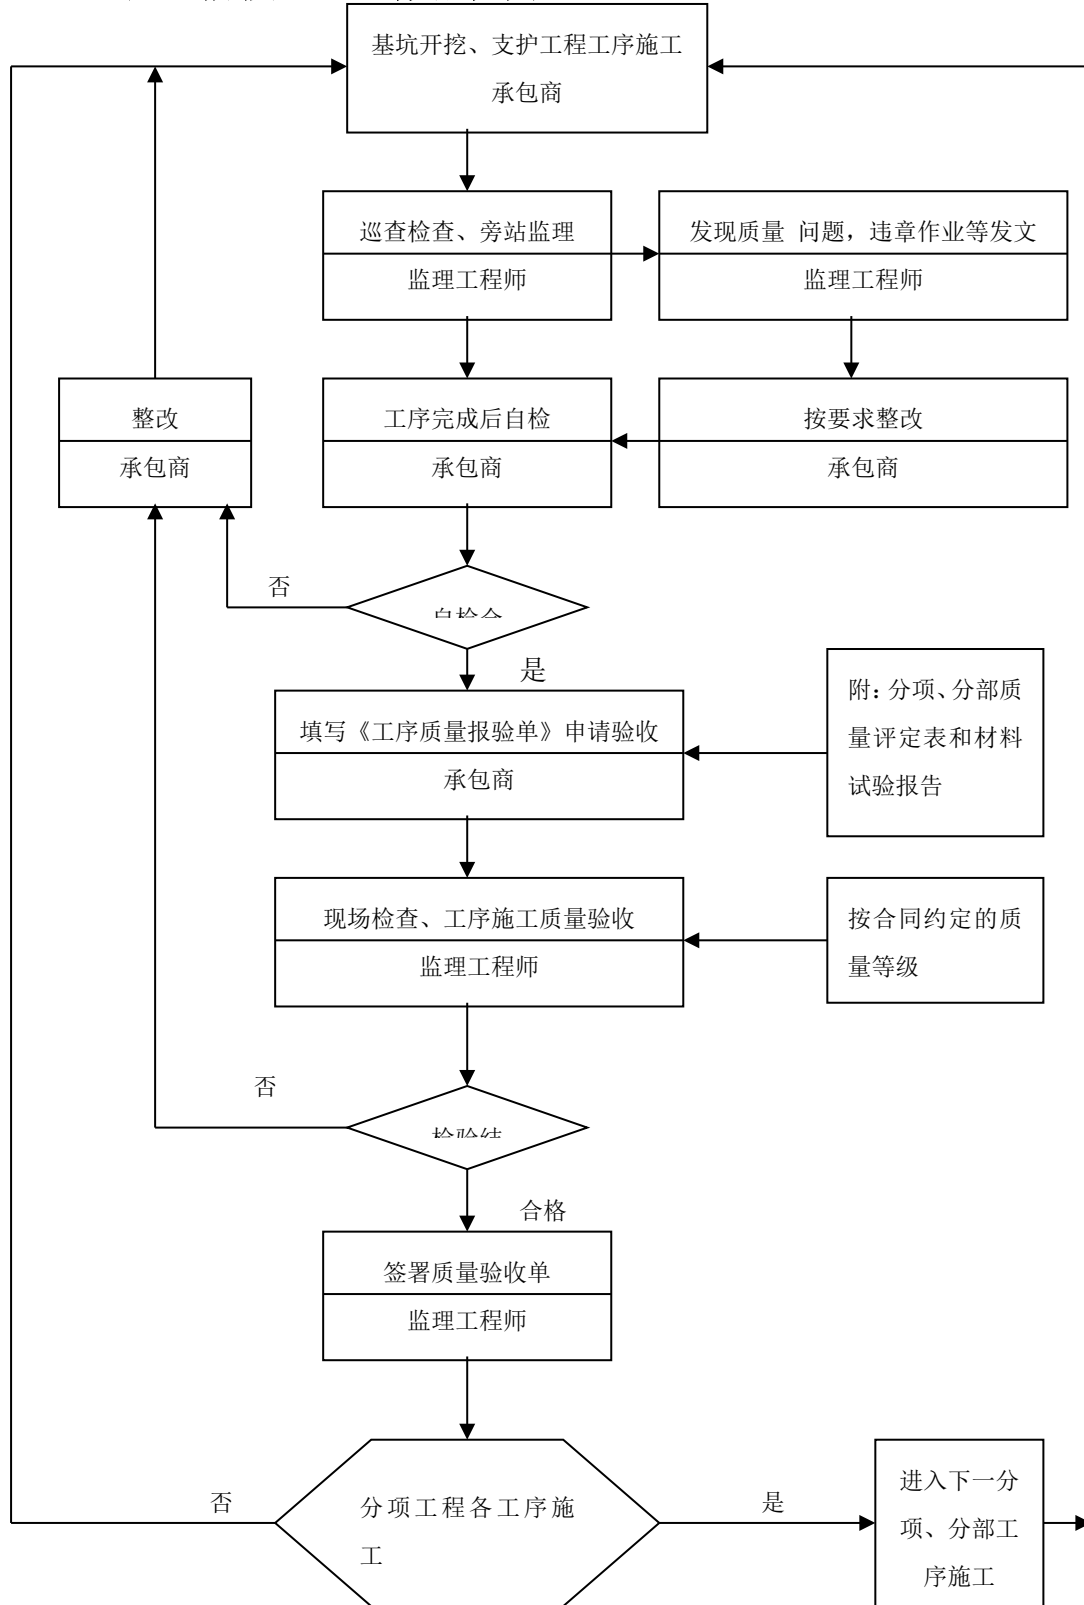 基坑开挖、支护工程工序施工
承包商
巡查检查、旁站监理
监理工程师
发现质量 问题，违章作业等发文
监理工程师
整改
承包商
工序完成后自检
承包商
按要求整改
承包商
否
自检合
是
填写《工序质量报验单》申请验收
承包商
附：分项、分部质
量评定表和材料
试验报告
现场检查、工序施工质量验收
监理工程师
按合同约定的质
量等级
否
检验结
合格
签署质量验收单
监理工程师
否
分项工程各工序施
工
是
进入下一分
项、分部工
序施工